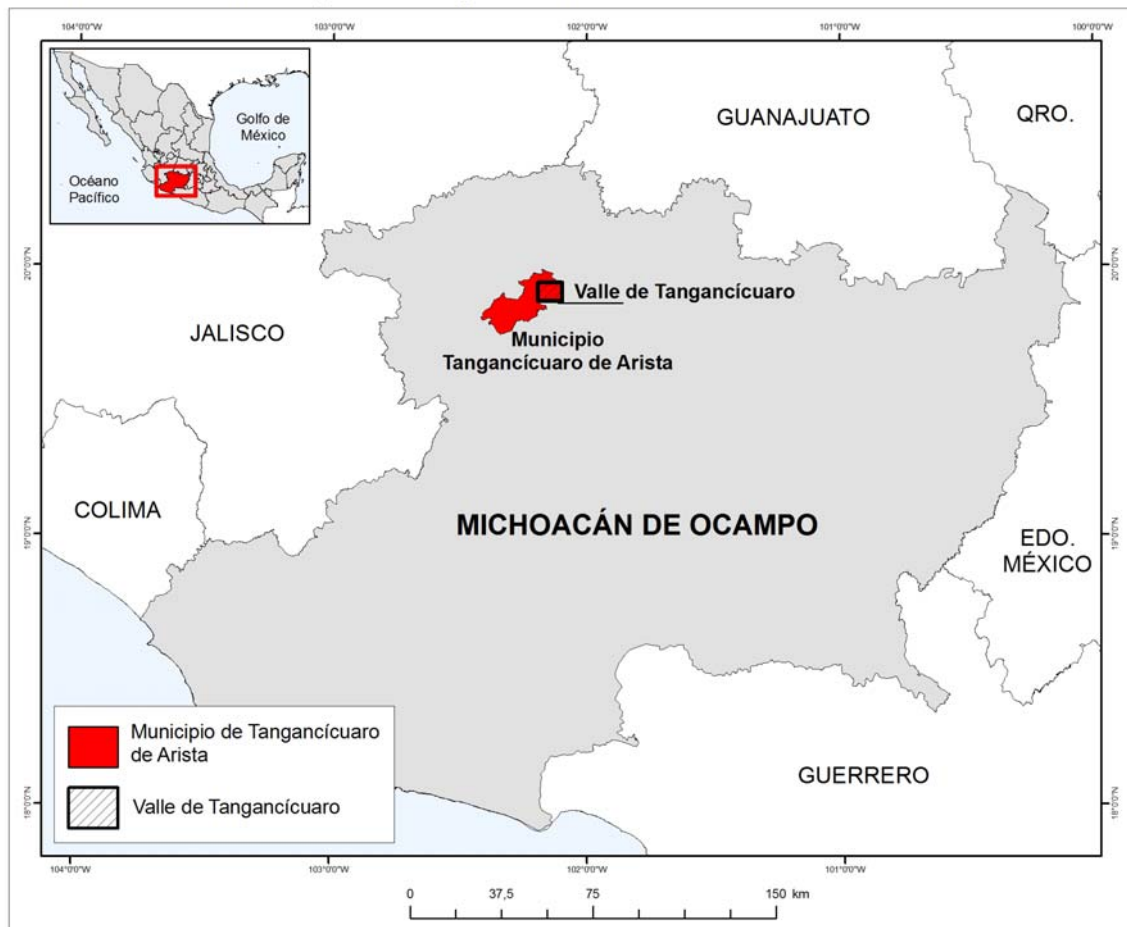 104°0'0"W
103°0'0"W
102°0'0"W
101°0'0"W
100°0'0"W
Golfo de
México
Océano
Pacífico
GUANAJUATO
QRO.
20°0'0"N
20°0'0"N
Valle de Tangancícuaro
JALISCO
Municipio
Tangancícuaro de Arista
COLIMA
MICHOACÁN DE OCAMPO
19°0'0"N
19°0'0"N
EDO.
MÉXICO
Municipio de Tangancícuaro
de Arista
Valle de Tangancícuaro
GUERRERO
18°0'0"N
18°0'0"N
104°0'0"W
103°0'0"W
102°0'0"W
101°0'0"W
0 37,5 75 150 km